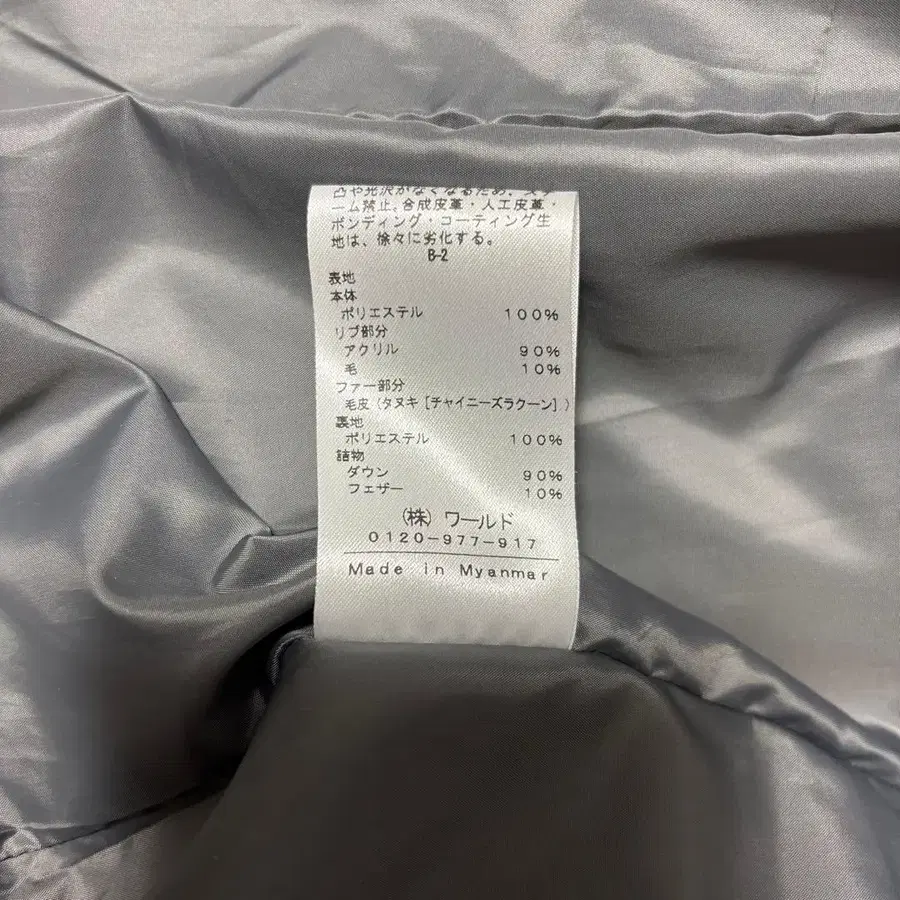 凸や光沢がなくなるため、スチ
ーム禁止。合成皮革・人工皮革・
ボンディング・コーティング生
地は、徐々に劣化する。
B-2
表地
本体
ポリエステル 100%
リブ部分
アクリル 90%
毛 10%
ファー部分
毛皮(タヌキ[チャイニーズラクーン])
裏地
ポリエステル 100%
詰物
ダウン 90%
フェザー 10%
(株)ワールド
0120-977-917
Made in Myanmar